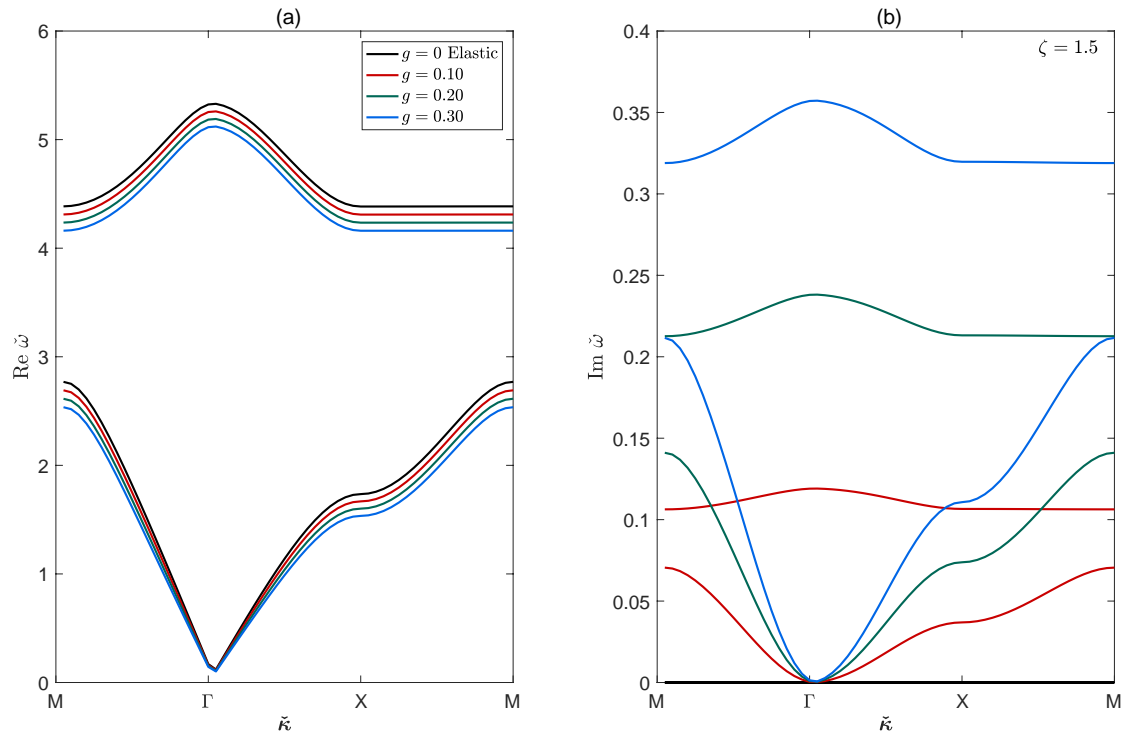 (a)
6
5
4
3
2
1
0
M
Γ
X
M
Re ω̌
κ̌
g = 0 Elastic
g = 0.10
g = 0.20
g = 0.30
(b)
0.4
0.35
0.3
0.25
0.2
0.15
0.1
0.05
0
M
Γ
X
M
Im ω̌
κ̌
ζ = 1.5